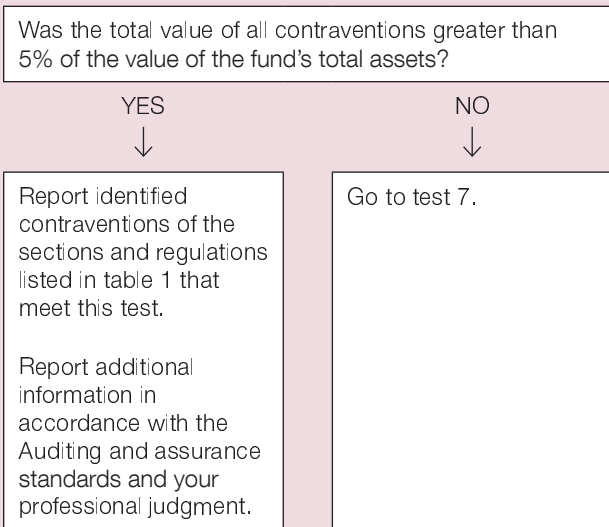 Was the total value of all contraventions greater than
5% of the value of the fund's total assets?
YES
NO
Report identified
contraventions of the
sections and regulations
listed in table 1 that
meet this test.
Report additional
information in
accordance with the
Auditing and assurance
standards and your
professional judgment.
Go to test 7.